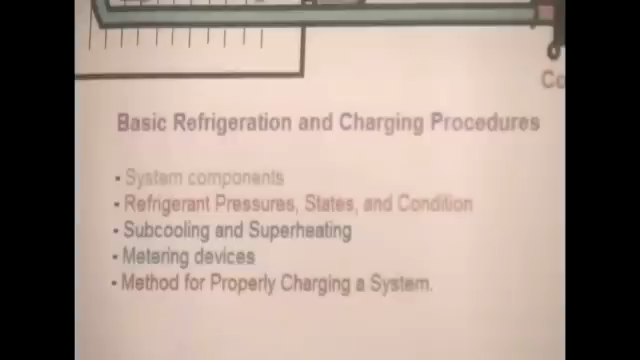 Co
Basic Refrigeration and Charging Procedures
• System components
• Refrigerant Pressures, States, and Condition
• Subcooling and Superheating
• Metering devices
• Method for Properly Charging a System.